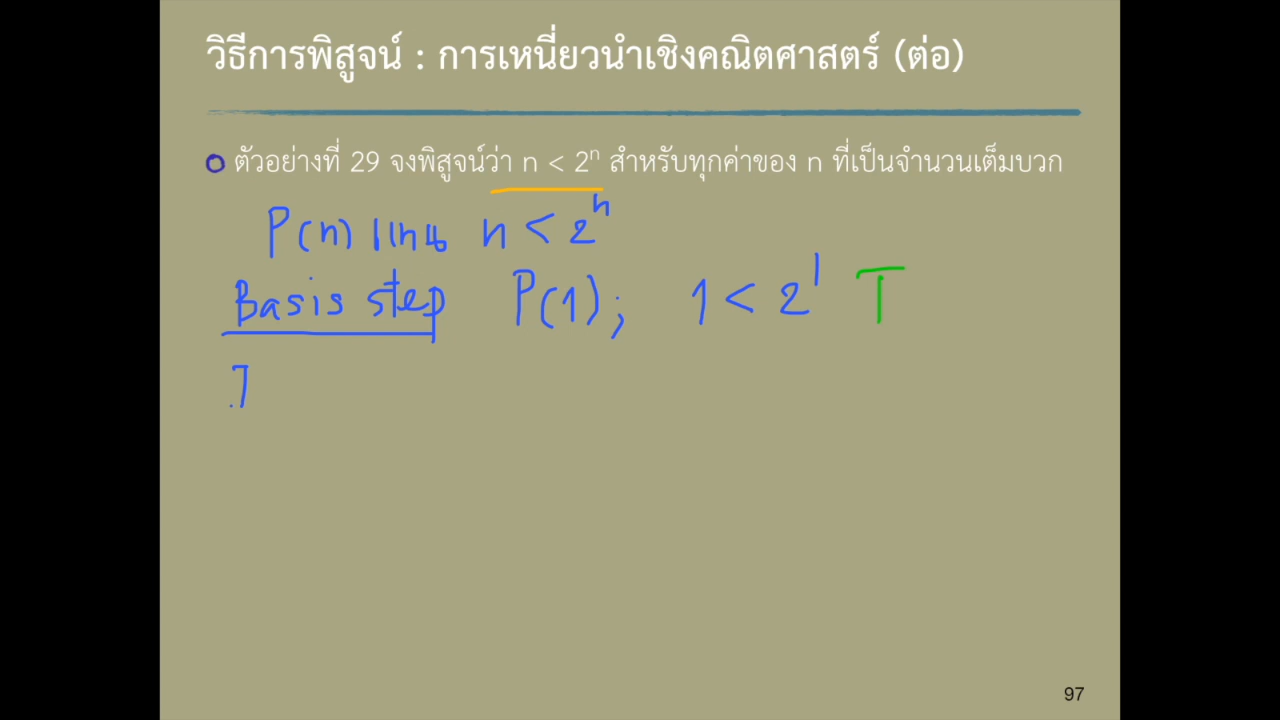 วิธีการพิสูจน์ : การเหนี่ยวนำเชิงคณิตศาสตร์ (ต่อ)
ตัวอย่างที่ 29 จงพิสูจน์ว่า n < 2ⁿ สำหรับทุกค่าของ n ที่เป็นจำนวนเต็มบวก
P(n) แทน n < 2ⁿ
Basis step P(1); 1 < 2¹ T
I
97